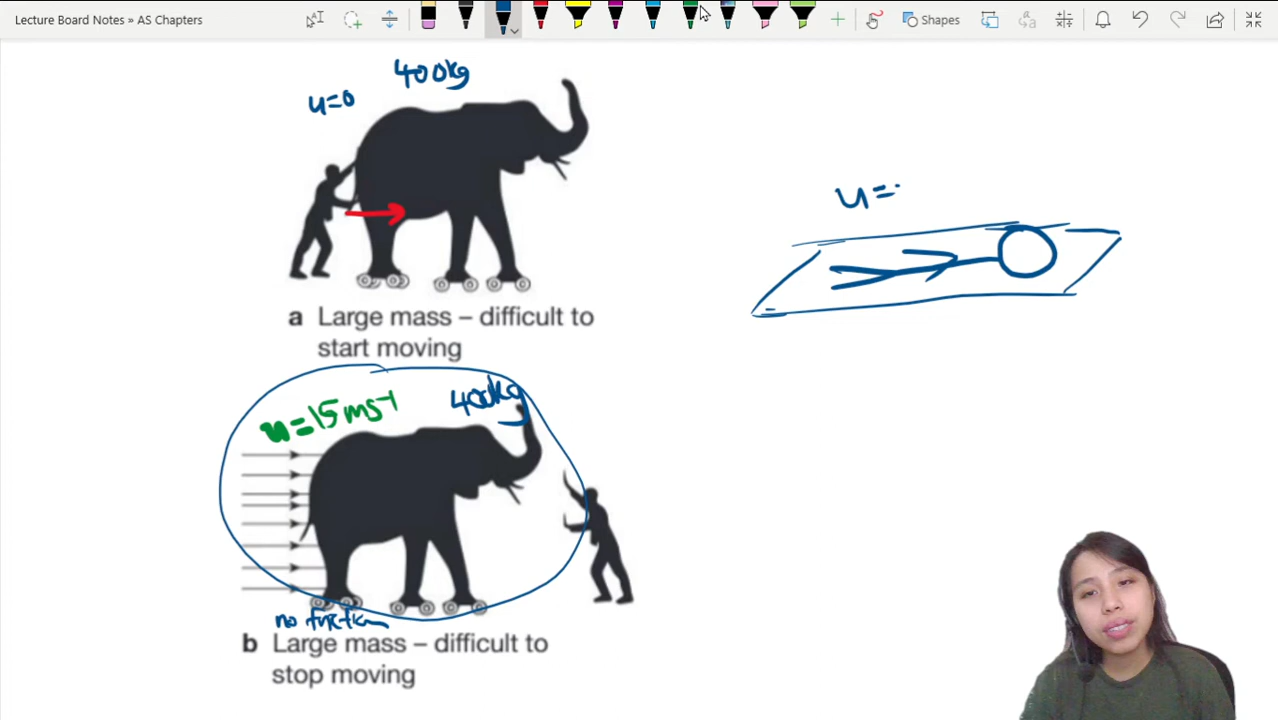 Lecture Board Notes » AS Chapters
Shapes
400kg
u=0
u=
a Large mass – difficult to
start moving
400kg
u=15ms-1
no friction
b Large mass – difficult to
stop moving